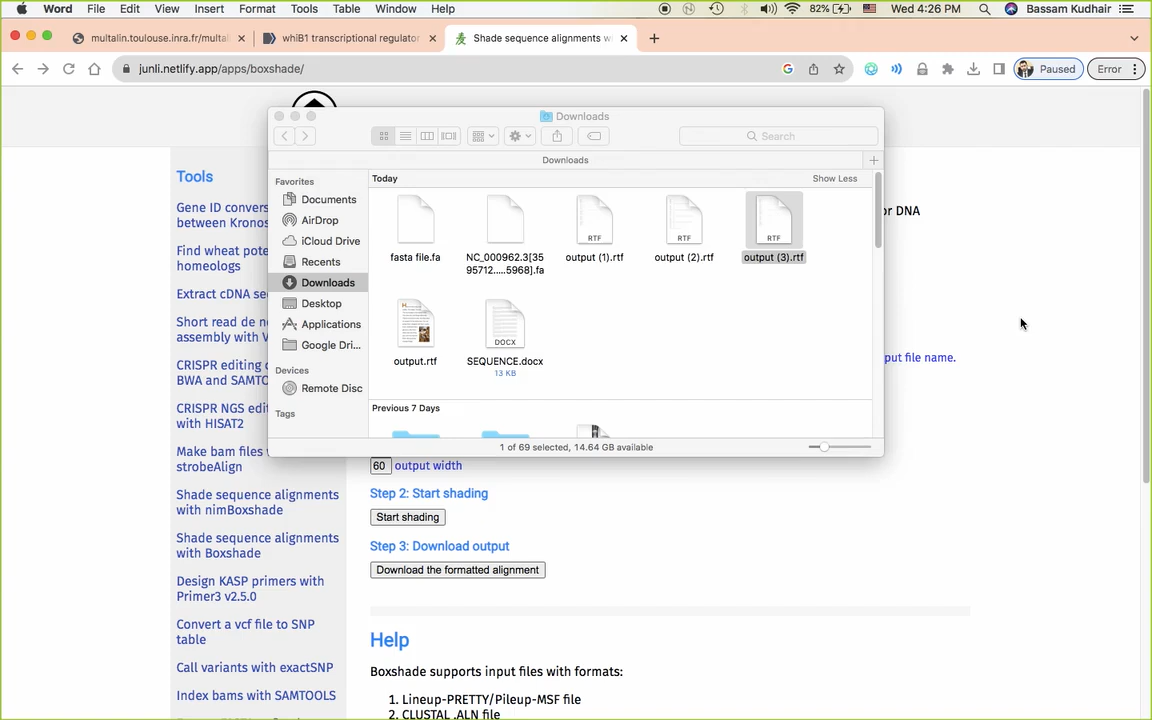 Word File Edit View Insert Format Tools Table Window Help 82% Wed 4:26 PM Bassam Kudhair
multalin.toulouse.inra.fr/multal
whiB1 transcriptional regulator
Shade sequence alignments wi
junli.netlify.app/apps/boxshade/
Paused
Error
Downloads
Search
Downloads
Favorites
Documents
AirDrop
iCloud Drive
Recents
Downloads
Desktop
Applications
Google Dri...
Devices
Remote Disc
Tags
Today
Show Less
RTF
RTF
RTF
fasta file.fa
NC_000962.3[35
95712.....5968].fa
output (1).rtf
output (2).rtf
output (3).rtf
DOCX
output.rtf
SEQUENCE.docx
13 KB
Previous 7 Days
1 of 69 selected, 14.64 GB available
Tools
Gene ID convers
between Kronos
Find wheat pote
homeologs
Extract cDNA se
Short read de no
assembly with V
CRISPR editing c
BWA and SAMTO
CRISPR NGS edit
with HISAT2
Make bam files v
strobeAlign
Shade sequence alignments
with nimBoxshade
Shade sequence alignments
with Boxshade
Design KASP primers with
Primer3 v2.5.0
Convert a vcf file to SNP
table
Call variants with exactSNP
Index bams with SAMTOOLS
or DNA
put file name.
60 output width
Step 2: Start shading
Start shading
Step 3: Download output
Download the formatted alignment
Help
Boxshade supports input files with formats:
1. Lineup-PRETTY/Pileup-MSF file
2. CLUSTAL .ALN file